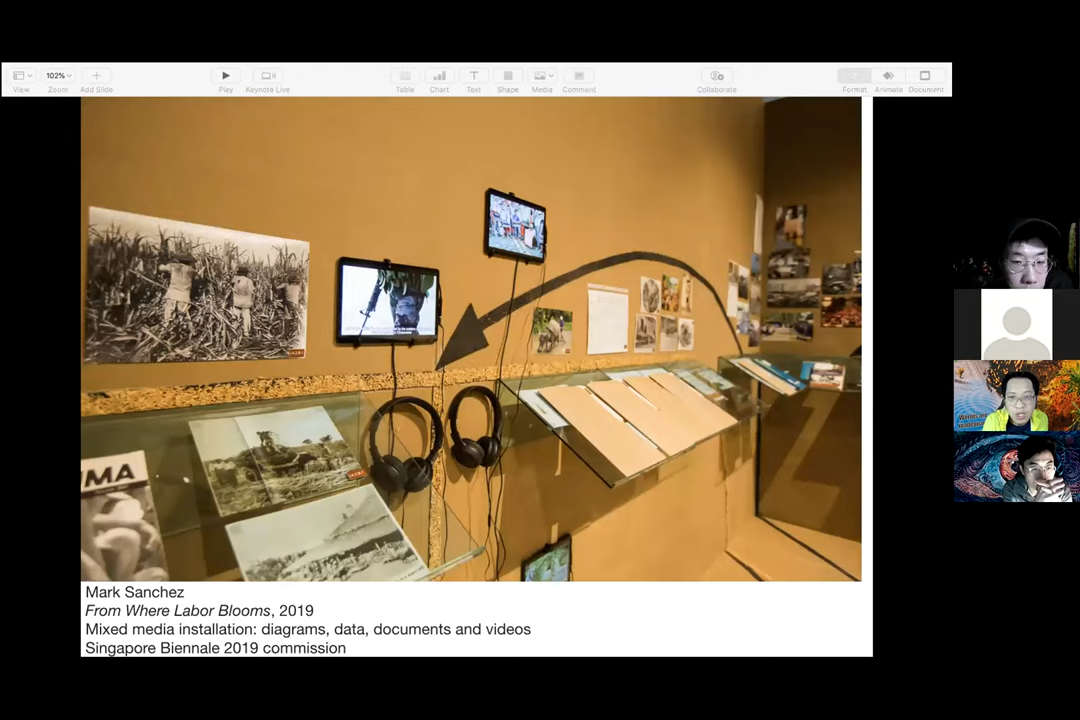 102%
View
Zoom
Add Slide
Play
Keynote Live
Table
Chart
Text
Shape
Media
Comment
Collaborate
Format
Animate
Document
MA
Mark Sanchez
From Where Labor Blooms, 2019
Mixed media installation: diagrams, data, documents and videos
Singapore Biennale 2019 commission